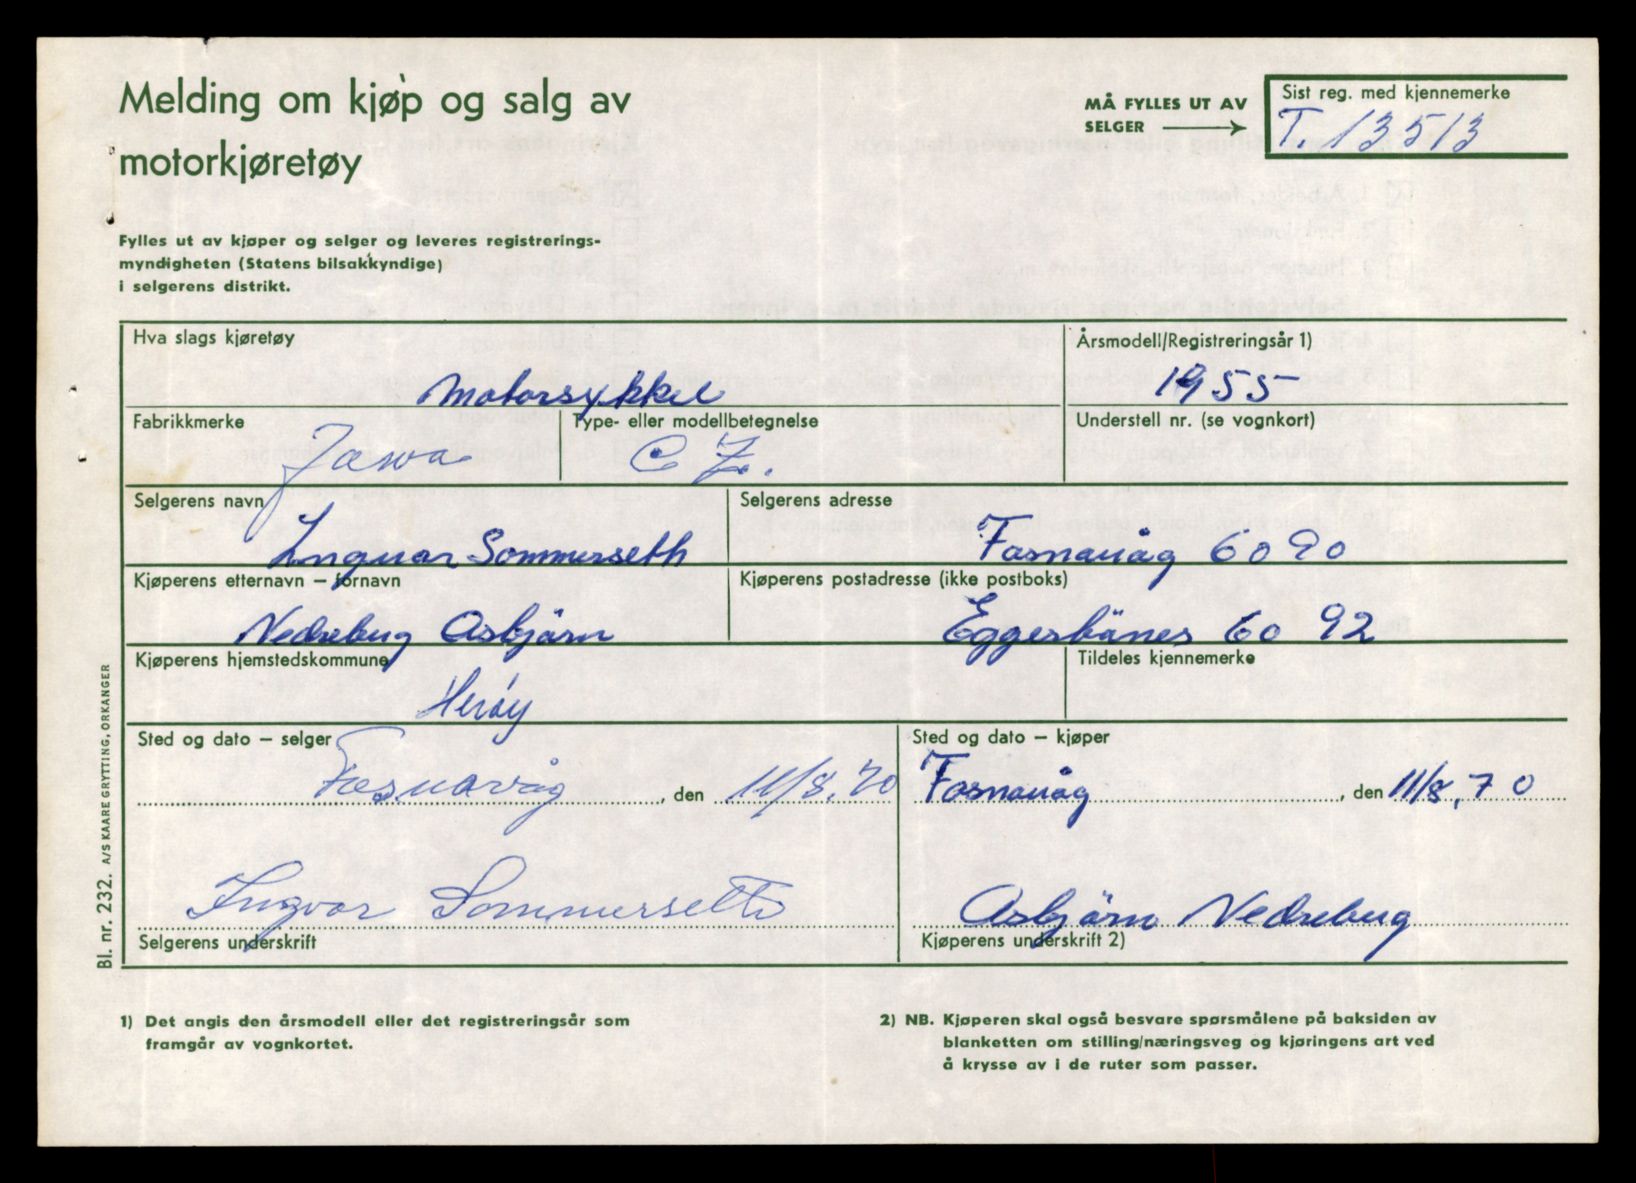 Melding om kjøp og salg av
motorkjøretøy
MÅ FYLLES UT AV
SELGER
Sist reg. med kjennemerke
T. 13513
Fylles ut av kjøper og selger og leveres registrerings-
myndigheten (Statens bilsakkyndige)
i selgerens distrikt.
Hva slags kjøretøy
Motorsykkel
Årsmodell/Registreringsår 1)
1955
Fabrikkmerke
Jawa
Type- eller modellbetegnelse
C Z.
Understell nr. (se vognkort)
Selgerens navn
Ingvar Sommerseth
Selgerens adresse
Fosnavåg 6090
Kjøperens etternavn – fornavn
Nedreberg Asbjörn
Kjøperens postadresse (ikke postboks)
Eggesbönes 60 92
Kjøperens hjemstedskommune
Herøy
Tildeles kjennemerke
Sted og dato – selger
Fosnavåg, den 11/8.70
Sted og dato – kjøper
Fosnavåg, den 11/8, 70
Ingvar Sommerseth
Selgerens underskrift
Asbjörn Nedreberg
Kjøperens underskrift 2)
Bl. nr. 232. A/S KAARE GRYTTING, ORKANGER
1) Det angis den årsmodell eller det registreringsår som
framgår av vognkortet.
2) NB. Kjøperen skal også besvare spørsmålene på baksiden av
blanketten om stilling/næringsveg og kjøringens art ved
å krysse av i de ruter som passer.